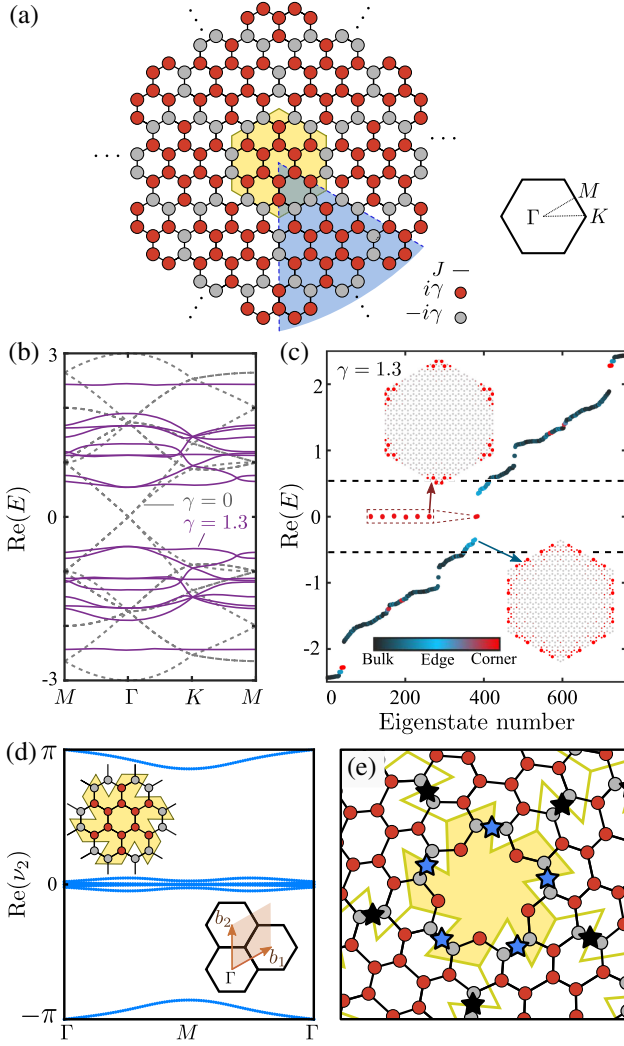 (a)
M
Γ
K
J
iγ
−iγ
(b)
3
Re(E)
0
γ = 0
γ = 1.3
-3
M Γ K M
(c)
γ = 1.3
2
1
Re(E)
0
-1
-2
Bulk Edge Corner
0 200 400 600
Eigenstate number
(d)
π
Re(ν₂)
0
b₂
b₁
Γ
−π
Γ M Γ
(e)